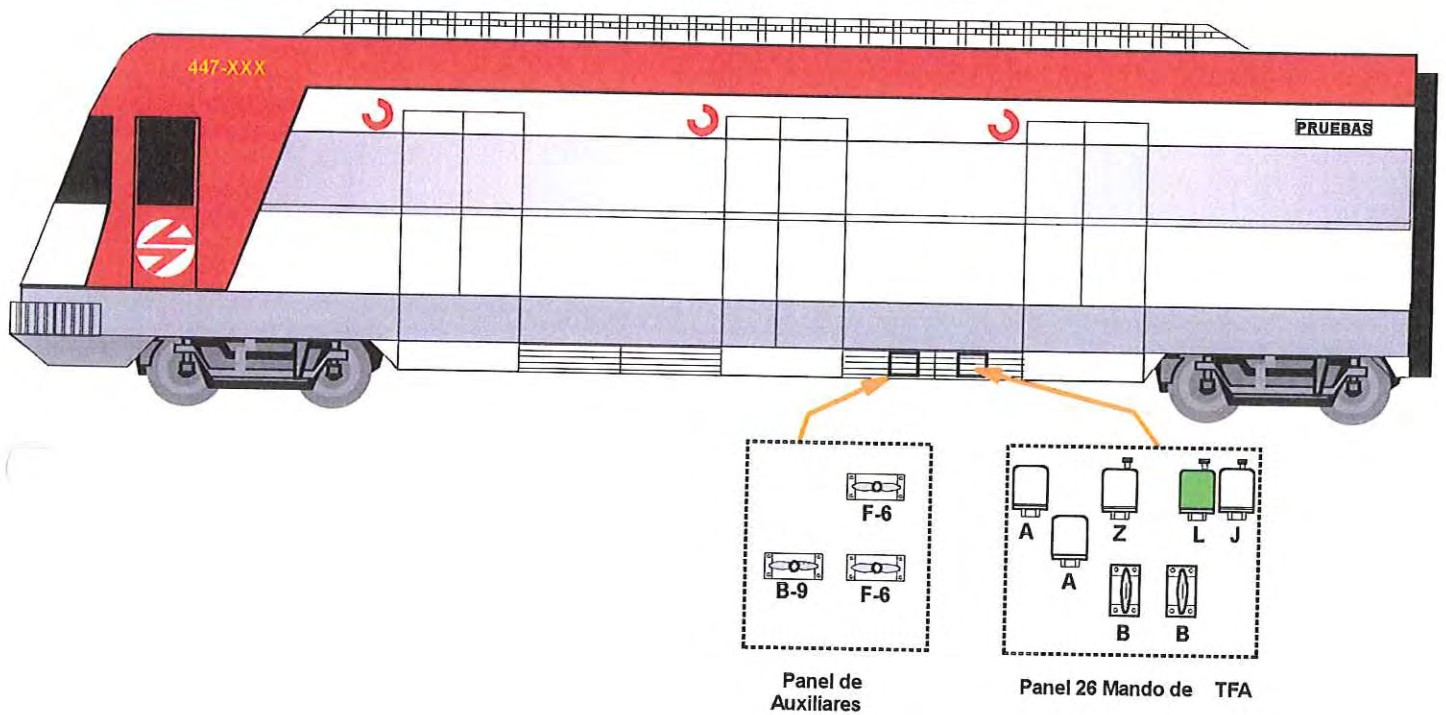 447-XXX
PRUEBAS
F-6
B-9
F-6
A
Z
L
J
A
B
B
Panel de
Auxiliares
Panel 26 Mando de TFA